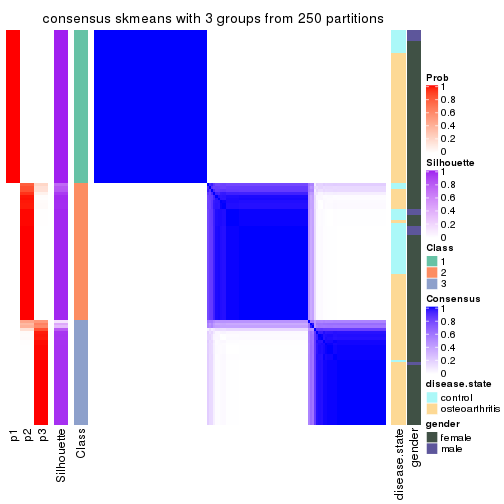 consensus skmeans with 3 groups from 250 partitions
Prob
1
0.8
0.6
0.4
0.2
0
Silhouette
1
0.8
0.6
0.4
0.2
0
Class
1
2
3
Consensus
1
0.8
0.6
0.4
0.2
0
disease.state
control
osteoarthritis
gender
female
male
p1
p2
p3
Silhouette
Class
disease.state
gender